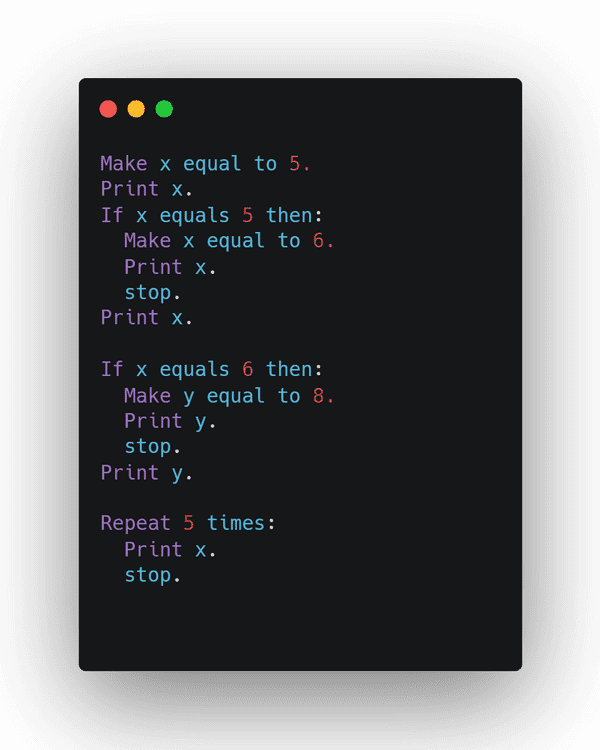 Make x equal to 5.
Print x.
If x equals 5 then:
  Make x equal to 6.
  Print x.
  stop.
Print x.

If x equals 6 then:
  Make y equal to 8.
  Print y.
  stop.
Print y.

Repeat 5 times:
  Print x.
  stop.